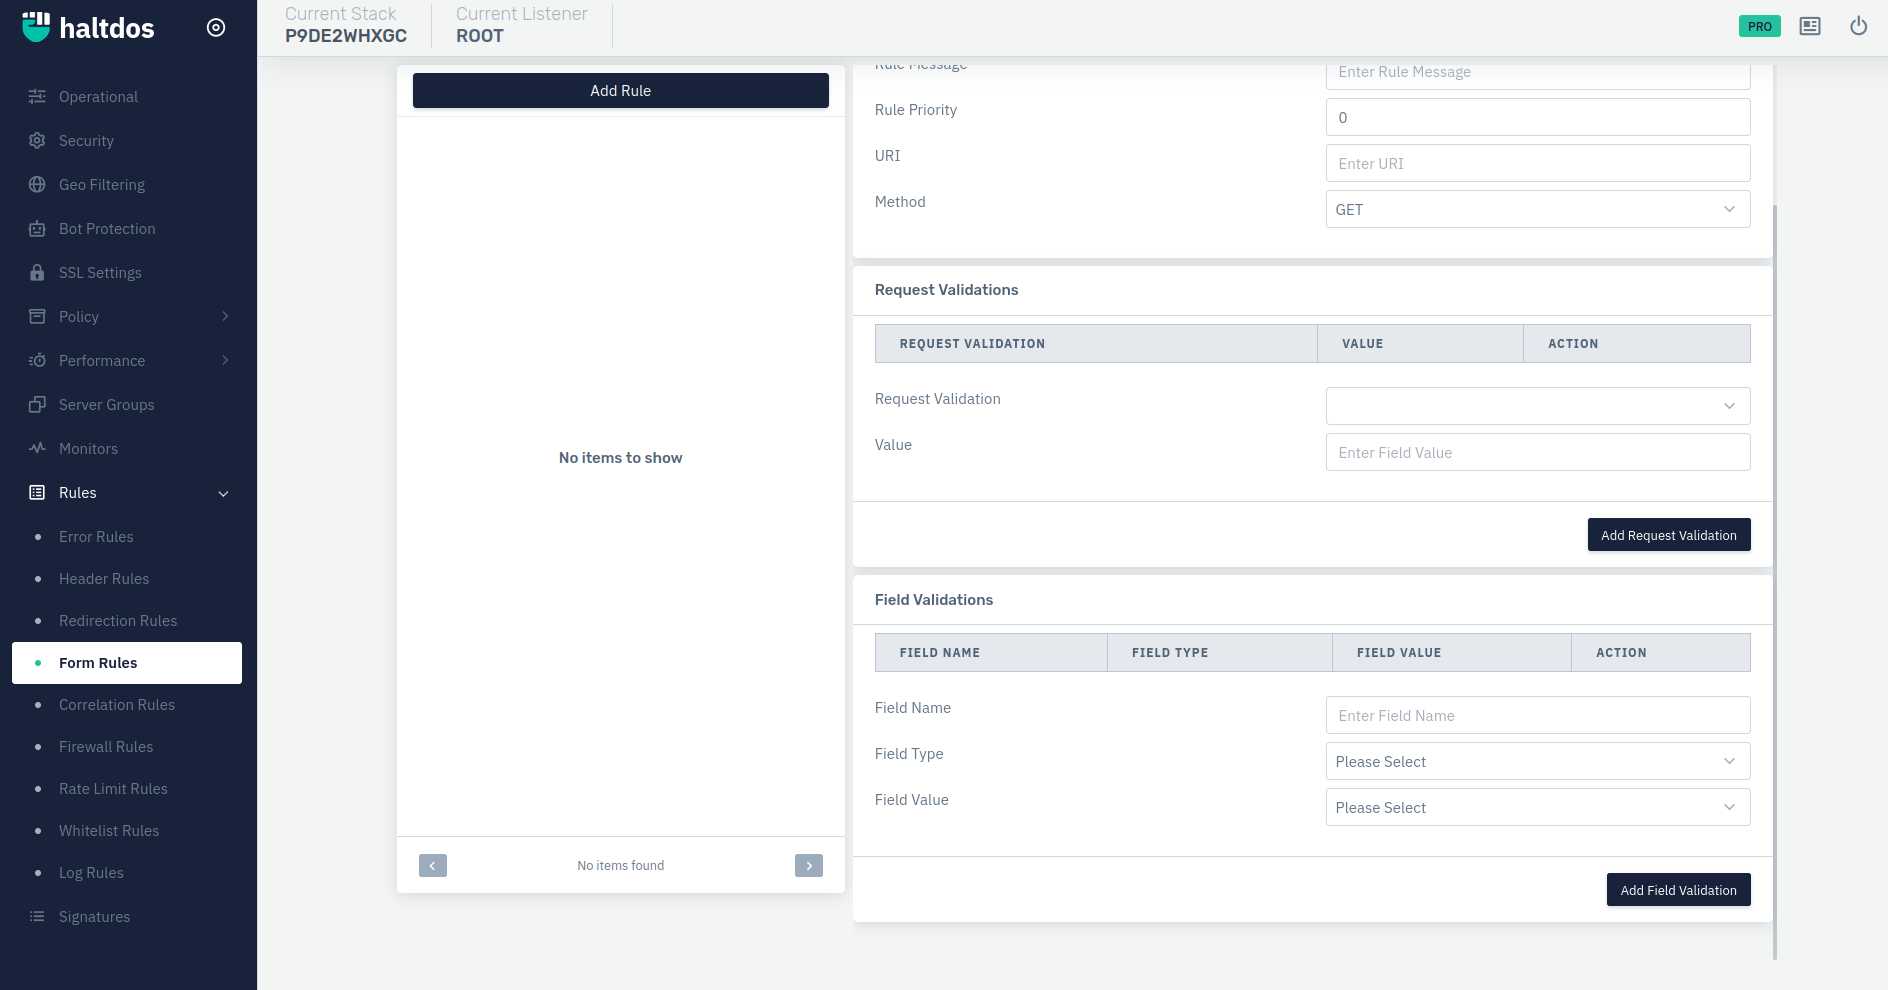 haltdos
Current Stack
P9DE2WHXGC
Current Listener
ROOT
PRO
Operational
Security
Geo Filtering
Bot Protection
SSL Settings
Policy
Performance
Server Groups
Monitors
Rules
Error Rules
Header Rules
Redirection Rules
Form Rules
Correlation Rules
Firewall Rules
Rate Limit Rules
Whitelist Rules
Log Rules
Signatures
Add Rule
No items to show
No items found
Rule Message
Enter Rule Message
Rule Priority
0
URI
Enter URI
Method
GET
Request Validations
REQUEST VALIDATION VALUE ACTION
Request Validation
Value
Enter Field Value
Add Request Validation
Field Validations
FIELD NAME FIELD TYPE FIELD VALUE ACTION
Field Name
Enter Field Name
Field Type
Please Select
Field Value
Please Select
Add Field Validation